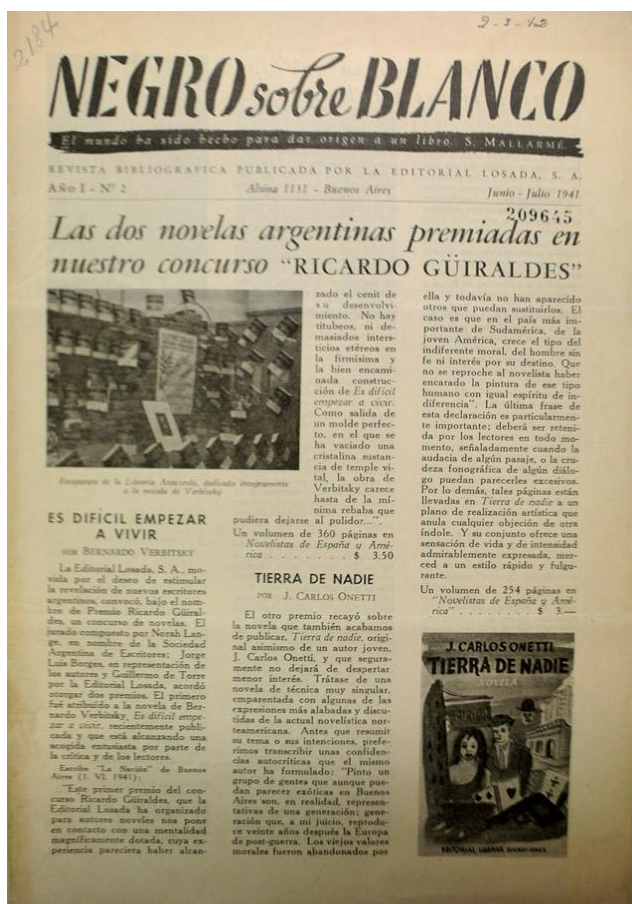 2184
2-2-42
NEGRO sobre BLANCO
El mundo ha sido hecho para dar origen a un libro. S. MALLARMÉ.
REVISTA BIBLIOGRAFICA PUBLICADA POR LA EDITORIAL LOSADA, S. A.
Año I - Nº 2
Alsina 1131 - Buenos Aires
Junio - Julio 1941
209645
Las dos novelas argentinas premiadas en
nuestro concurso "RICARDO GÜIRALDES"
Escaparate de la Librería Anaconda, dedicado íntegramente
a la novela de Verbitsky
ES DIFÍCIL EMPEZAR
A VIVIR
POR BERNARDO VERBITSKY
La Editorial Losada, S. A., mo-
vida por el deseo de estimular
la revelación de nuevos escritores
argentinos, convocó, bajo el nom-
bre de Premio Ricardo Güiral-
des, un concurso de novelas. El
jurado compuesto por Norah Lan-
ge, en nombre de la Sociedad
Argentina de Escritores; Jorge
Luis Borges, en representación de
los autores y Guillermo de Torre
por la Editorial Losada, acordó
otorgar dos premios. El primero
fué atribuido a la novela de Ber-
nardo Verbitsky, Es difícil empe-
zar a vivir, recientemente publi-
cada y que está alcanzando una
acogida entusiasta por parte de
la crítica y de los lectores.
Escribe "La Nación" de Buenos
Aires (1. VI. 1941):
"Este primer premio del con-
curso Ricardo Güiraldes, que la
Editorial Losada ha organizado
para autores noveles nos pone
en contacto con una mentalidad
magníficamente dotada, cuya ex-
periencia pareciera haber alcan-
zado el cenit de
su desenvolvi-
miento. No hay
titubeos, ni de-
masiados inters-
ticios etéreos en
la firmísima y
la bien encami-
nada construc-
ción de Es difícil
empezar a vivir.
Como salida de
un molde perfec-
to, en el que se
ha vaciado una
cristalina sustan-
cia de temple vi-
tal, la obra de
Verbitsky carece
hasta de la mí-
nima rebaba que
pudiera dejarse al pulidor...".
Un volumen de 360 páginas en
Novelistas de España y Amé-
rica . . . . . . . . . $ 3.50
TIERRA DE NADIE
POR J. CARLOS ONETTI
El otro premio recayó sobre
la novela que también acabamos
de publicar, Tierra de nadie, origi-
nal asimismo de un autor joven,
J. Carlos Onetti, y que segura-
mente no dejará de despertar
menor interés. Trátase de una
novela de técnica muy singular,
emparentada con algunas de las
expresiones más alabadas y discu-
tidas de la actual novelística nor-
teamericana. Antes que resumir
su tema o sus intenciones, prefe-
rimos transcribir unas confiden-
cias autocríticas que el mismo
autor ha formulado: "Pinto un
grupo de gentes que aunque pue-
dan parecer exóticas en Buenos
Aires son, en realidad, represen-
tativas de una generación; gene-
ración que, a mi juicio, reprodu-
ce veinte años después la Europa
de post-guerra. Los viejos valores
morales fueron abandonados por
ella y todavía no han aparecido
otros que puedan sustituirlos. El
caso es que en el país más im-
portante de Sudamérica, de la
joven América, crece el tipo del
indiferente moral, del hombre sin
fe ni interés por su destino. Que
no se reproche al novelista haber
encarado la pintura de ese tipo
humano con igual espíritu de in-
diferencia". La última frase de
esta declaración es particularmen-
te importante; deberá ser reteni-
da por los lectores en todo mo-
mento, señaladamente cuando la
audacia de algún pasaje, o la cru-
deza fonográfica de algún diálo-
go puedan parecerles excesivos.
Por lo demás, tales páginas están
llevadas en Tierra de nadie a un
plano de realización artística que
anula cualquier objeción de otra
índole. Y su conjunto ofrece una
sensación de vida y de intensidad
admirablemente expresada, mer-
ced a un estilo rápido y fulgu-
rante.
Un volumen de 254 páginas en
"Novelistas de España y Amé-
rica" . . . . . . . . $ 3.—
J. CARLOS ONETTI
TIERRA DE NADIE
NOVELA
EDITORIAL LOSADA BUENOS AIRES